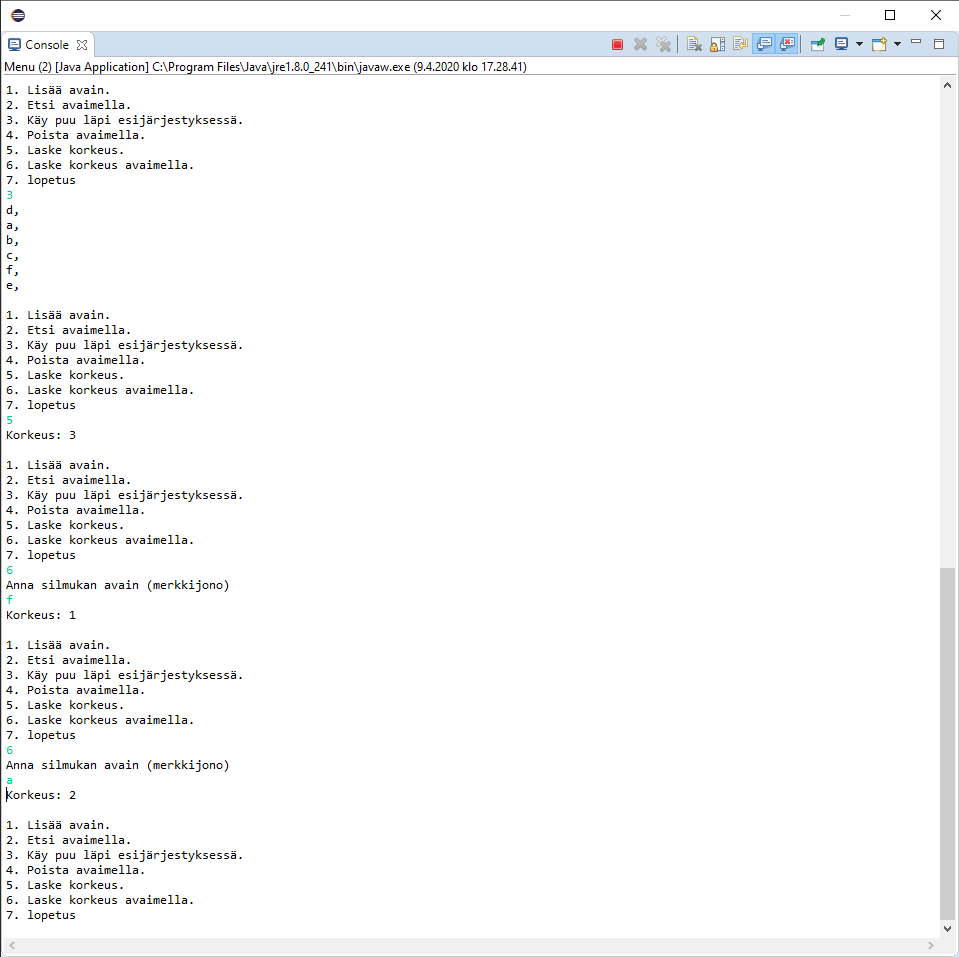 Console
Menu (2) [Java Application] C:\Program Files\Java\jre1.8.0_241\bin\javaw.exe (9.4.2020 klo 17.28.41)
1. Lisää avain.
2. Etsi avaimella.
3. Käy puu läpi esijärjestyksessä.
4. Poista avaimella.
5. Laske korkeus.
6. Laske korkeus avaimella.
7. lopetus
3
d,
a,
b,
c,
f,
e,
1. Lisää avain.
2. Etsi avaimella.
3. Käy puu läpi esijärjestyksessä.
4. Poista avaimella.
5. Laske korkeus.
6. Laske korkeus avaimella.
7. lopetus
5
Korkeus: 3
1. Lisää avain.
2. Etsi avaimella.
3. Käy puu läpi esijärjestyksessä.
4. Poista avaimella.
5. Laske korkeus.
6. Laske korkeus avaimella.
7. lopetus
6
Anna silmukan avain (merkkijono)
f
Korkeus: 1
1. Lisää avain.
2. Etsi avaimella.
3. Käy puu läpi esijärjestyksessä.
4. Poista avaimella.
5. Laske korkeus.
6. Laske korkeus avaimella.
7. lopetus
6
Anna silmukan avain (merkkijono)
a
Korkeus: 2
1. Lisää avain.
2. Etsi avaimella.
3. Käy puu läpi esijärjestyksessä.
4. Poista avaimella.
5. Laske korkeus.
6. Laske korkeus avaimella.
7. lopetus